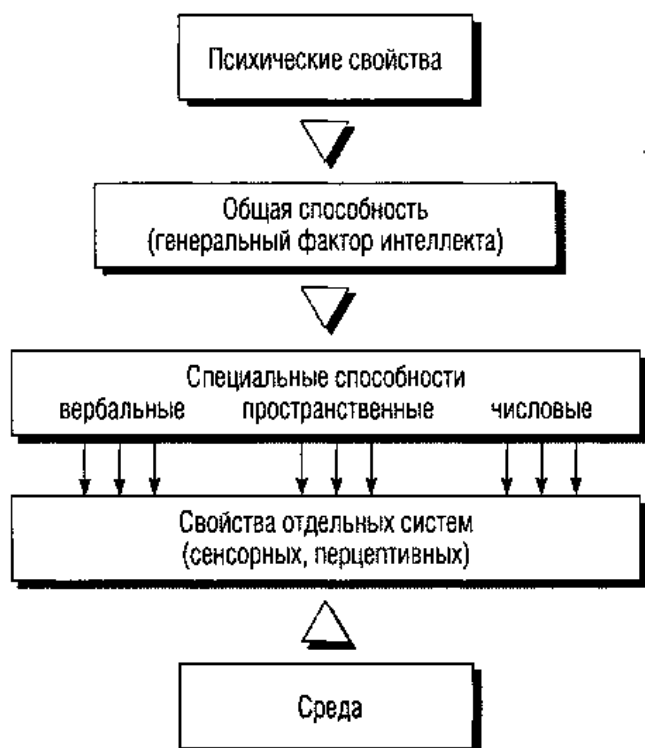 Психические свойства
Общая способность
(генеральный фактор интеллекта)
Специальные способности
вербальные пространственные числовые
Свойства отдельных систем
(сенсорных, перцептивных)
Среда